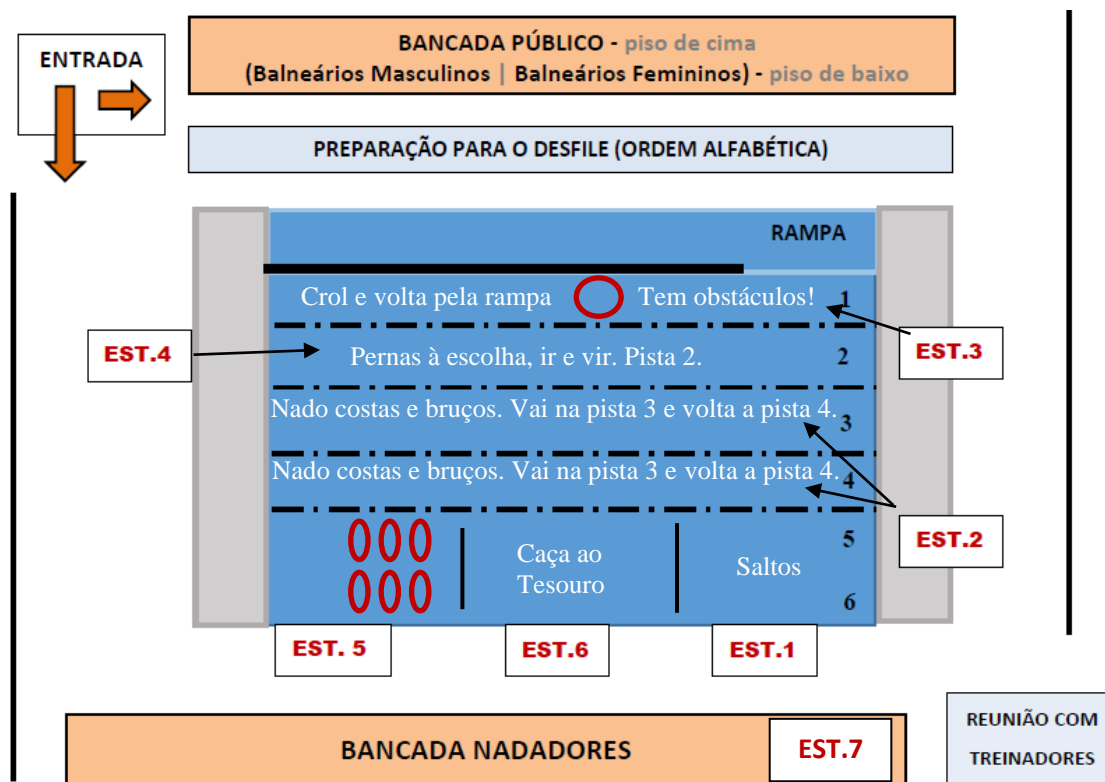 ENTRADA
BANCADA PÚBLICO - piso de cima
(Balneários Masculinos | Balneários Femininos) - piso de baixo
PREPARAÇÃO PARA O DESFILE (ORDEM ALFABÉTICA)
RAMPA
Crol e volta pela rampa
Tem obstáculos!
1
EST.4
Pernas à escolha, ir e vir. Pista 2.
2
EST.3
Nado costas e bruços. Vai na pista 3 e volta a pista 4.
3
Nado costas e bruços. Vai na pista 3 e volta a pista 4.
4
EST.2
Caça ao
Tesouro
Saltos
5
6
EST. 5
EST.6
EST.1
BANCADA NADADORES
EST.7
REUNIÃO COM
TREINADORES